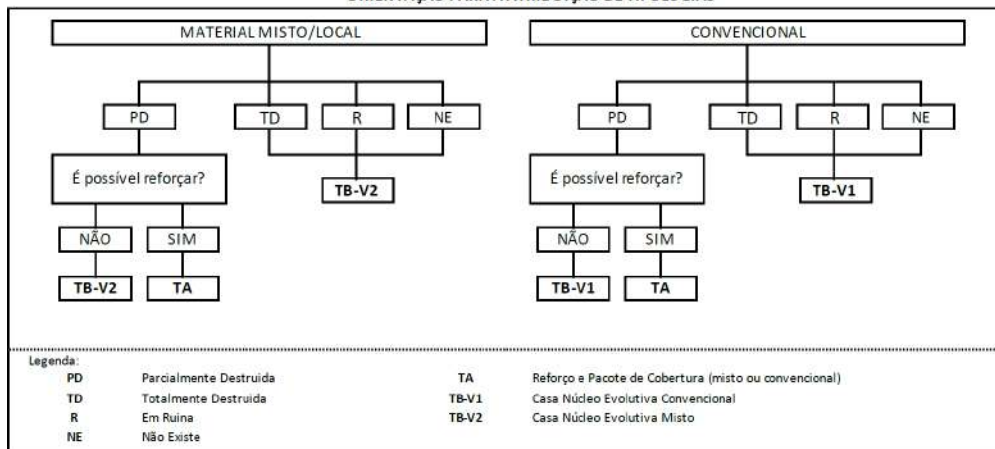 MATERIAL MISTO/LOCAL
CONVENCIONAL
PD TD R NE
PD TD R NE
É possível reforçar?
TB-V2
É possível reforçar?
TB-V1
NÃO SIM
NÃO SIM
TB-V2 TA
TB-V1 TA
Legenda:
PD Parcialmente Destruida TA Reforço e Pacote de Cobertura (misto ou convencional)
TD Totalmente Destruida TB-V1 Casa Núcleo Evolutiva Convencional
R Em Ruina TB-V2 Casa Núcleo Evolutiva Misto
NE Não Existe